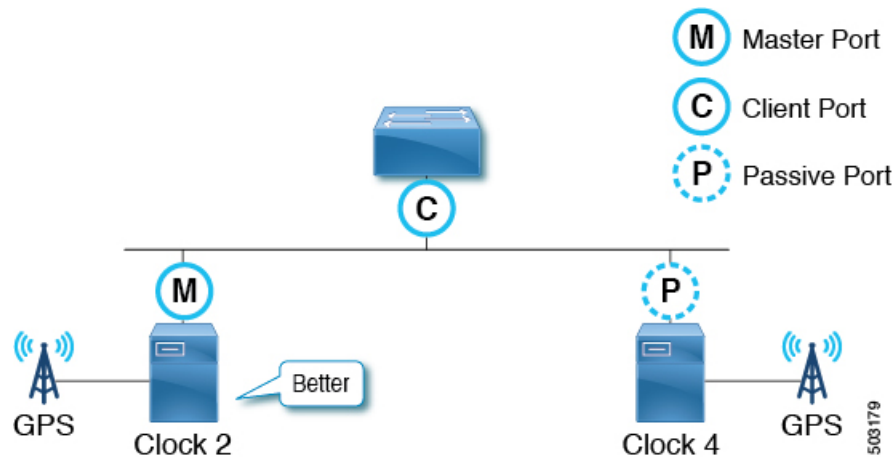 M Master Port
C Client Port
P Passive Port
C
M
P
Better
GPS
Clock 2
Clock 4
GPS
503179